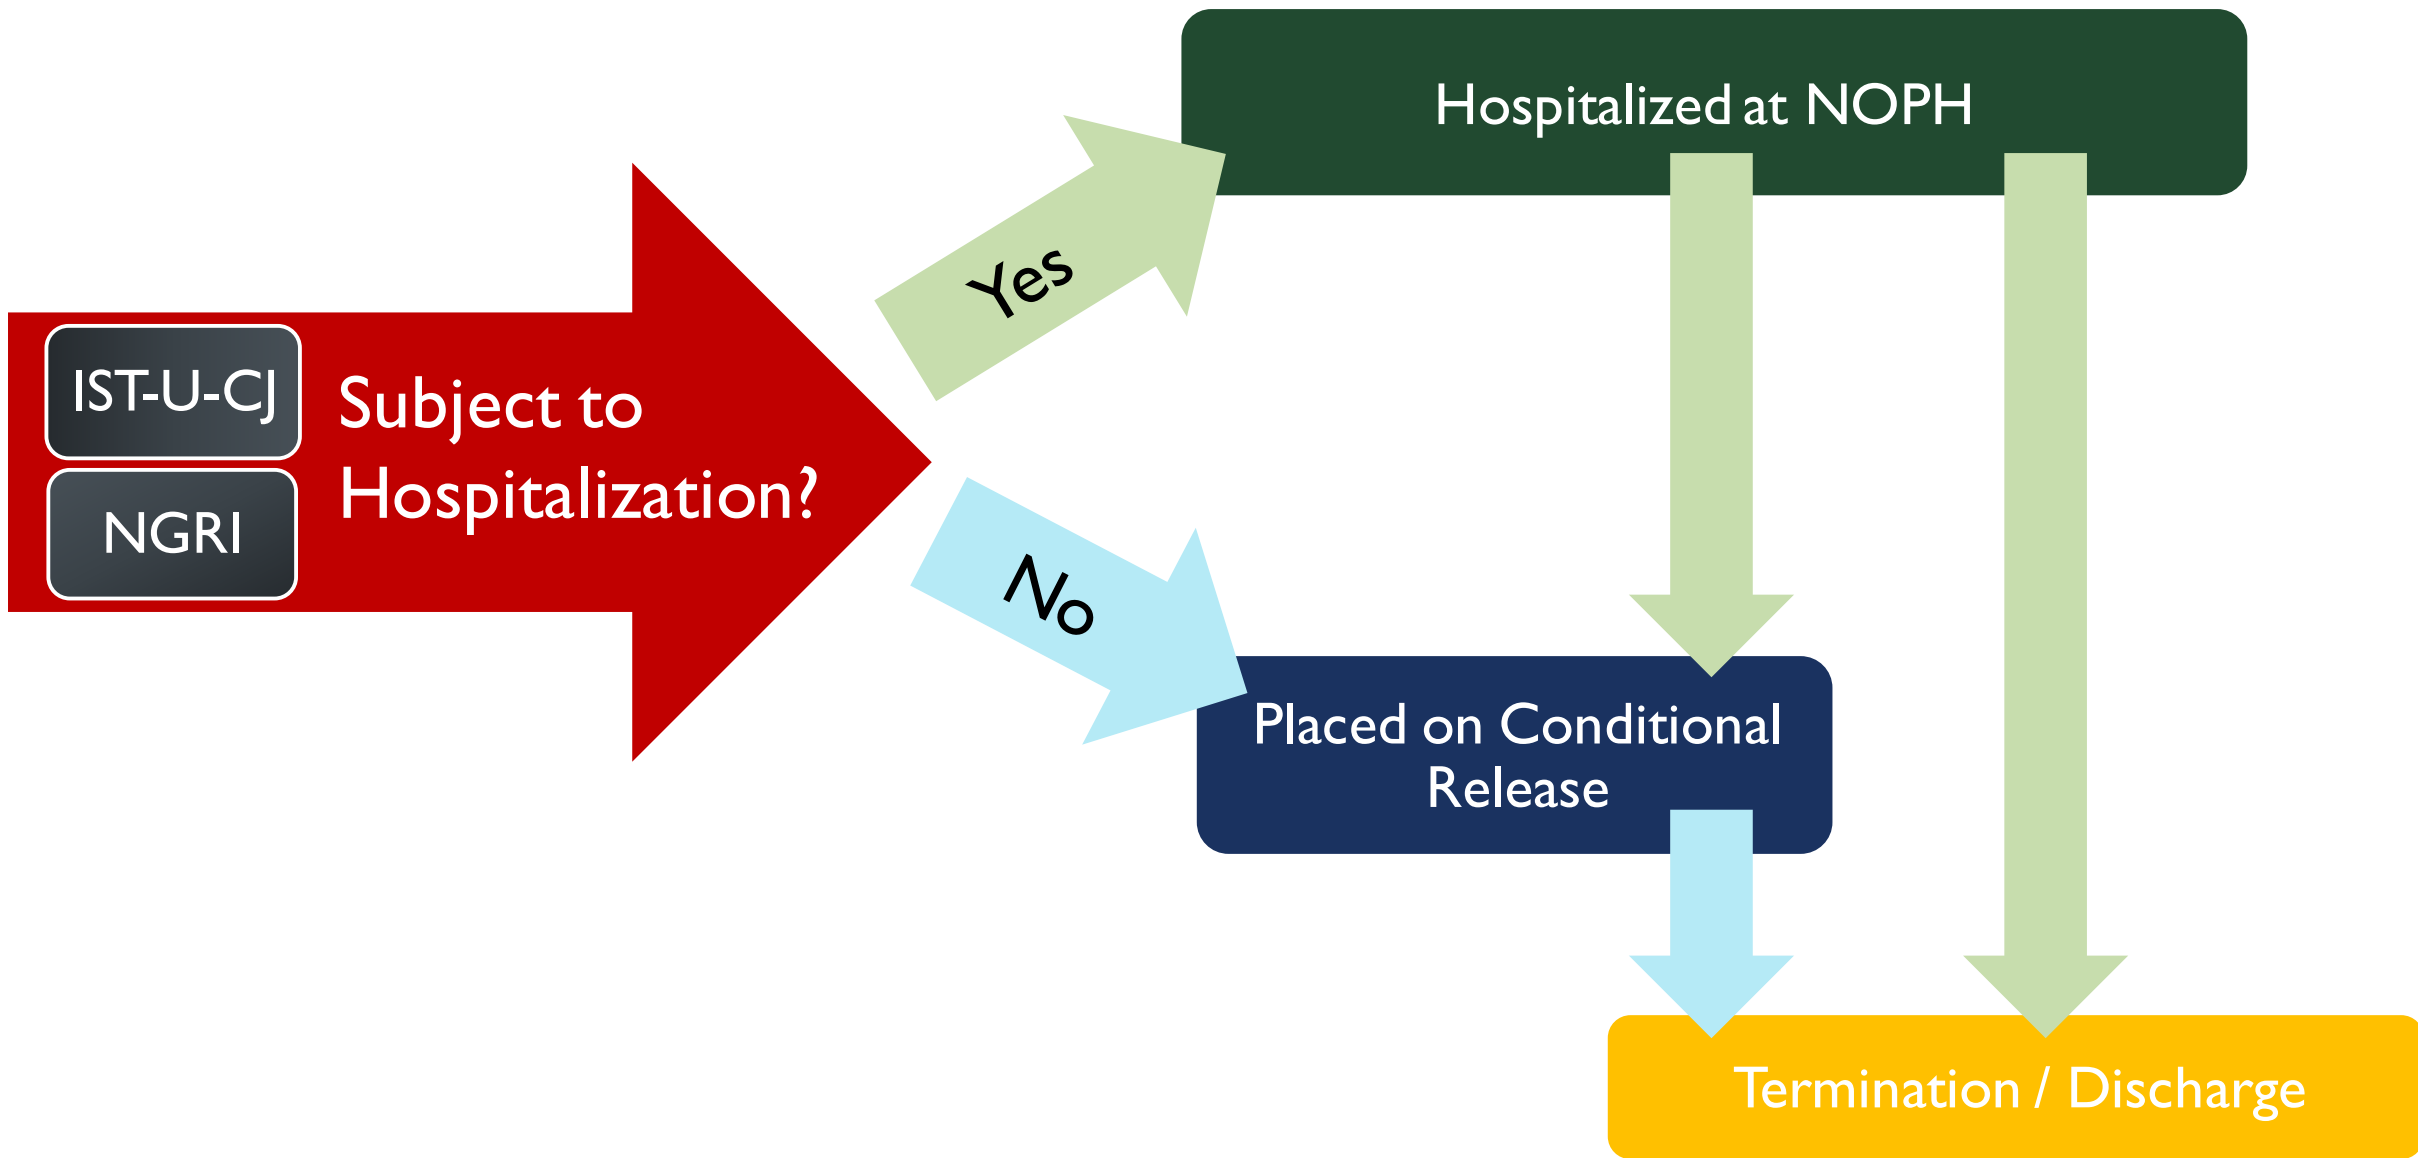 Hospitalized at NOPH
Yes
IST-U-CJ
Subject to
Hospitalization?
NGRI
No
Placed on Conditional
Release
Termination / Discharge